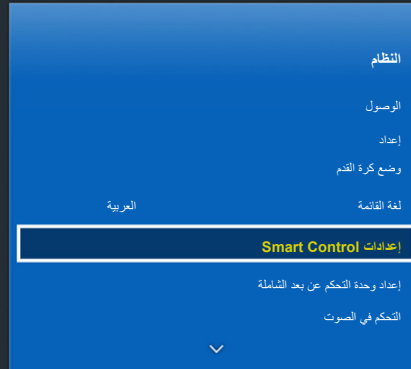 النظام
الوصول
إعداد
وضع كرة القدم
لغة القائمة العربية
إعدادات Smart Control
إعداد وحدة التحكم عن بعد الشاملة
التحكم في الصوت